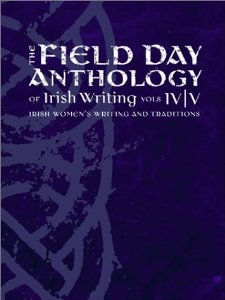 THE FIELD DAY
ANTHOLOGY
OF Irish Writing VOLS IV|V
IRISH WOMEN'S WRITING AND TRADITIONS